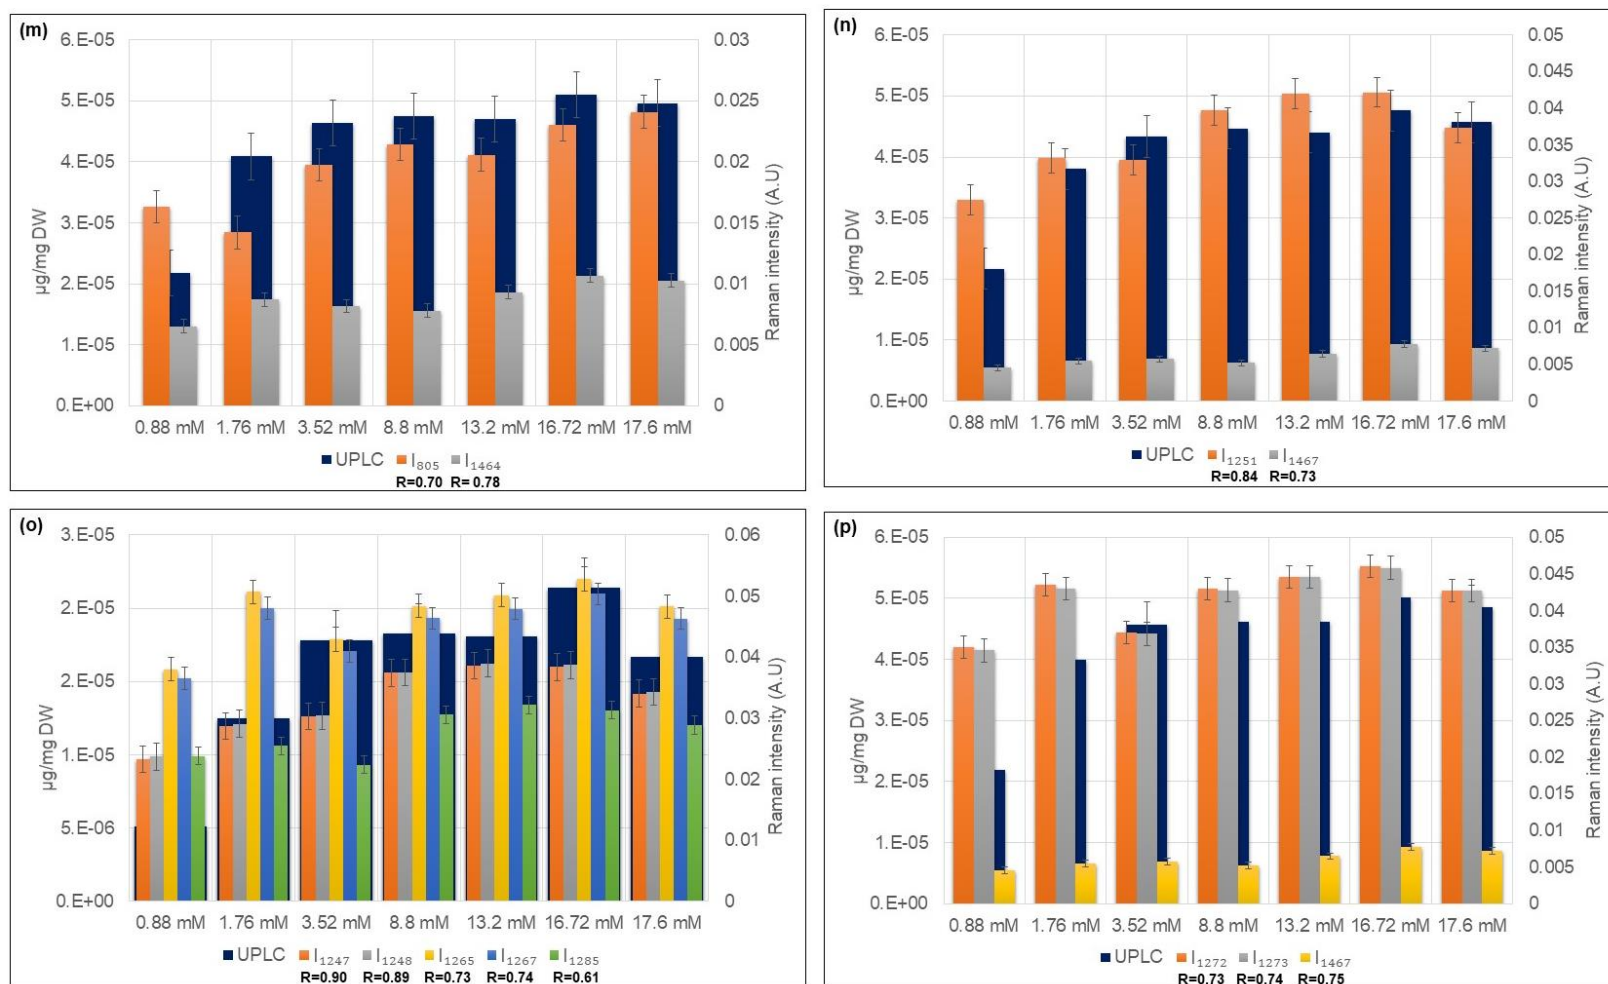 (m)
6.E-05
5.E-05
4.E-05
3.E-05
2.E-05
1.E-05
0.E+00
µg/mg DW
0.03
0.025
0.02
0.015
0.01
0.005
0
Raman intensity (A.U)
0.88 mM 1.76 mM 3.52 mM 8.8 mM 13.2 mM 16.72 mM 17.6 mM
UPLC I₈₀₅ I₁₄₆₄
R=0.70 R= 0.78
(n)
6.E-05
5.E-05
4.E-05
3.E-05
2.E-05
1.E-05
0.E+00
µg/mg DW
0.05
0.045
0.04
0.035
0.03
0.025
0.02
0.015
0.01
0.005
0
Raman intensity (A.U)
0.88 mM 1.76 mM 3.52 mM 8.8 mM 13.2 mM 16.72 mM 17.6 mM
UPLC I₁₂₅₁ I₁₄₆₇
R=0.84 R=0.73
(o)
3.E-05
2.E-05
2.E-05
1.E-05
5.E-06
0.E+00
µg/mg DW
0.06
0.05
0.04
0.03
0.02
0.01
0
Raman intensity (A.U)
0.88 mM 1.76 mM 3.52 mM 8.8 mM 13.2 mM 16.72 mM 17.6 mM
UPLC I₁₂₄₇ I₁₂₄₈ I₁₂₆₅ I₁₂₆₇ I₁₂₈₅
R=0.90 R=0.89 R=0.73 R=0.74 R=0.61
(p)
6.E-05
5.E-05
4.E-05
3.E-05
2.E-05
1.E-05
0.E+00
µg/mg DW
0.05
0.045
0.04
0.035
0.03
0.025
0.02
0.015
0.01
0.005
0
Raman intensity (A.U)
0.88 mM 1.76 mM 3.52 mM 8.8 mM 13.2 mM 16.72 mM 17.6 mM
UPLC I₁₂₇₂ I₁₂₇₃ I₁₄₆₇
R=0.73 R=0.74 R=0.75